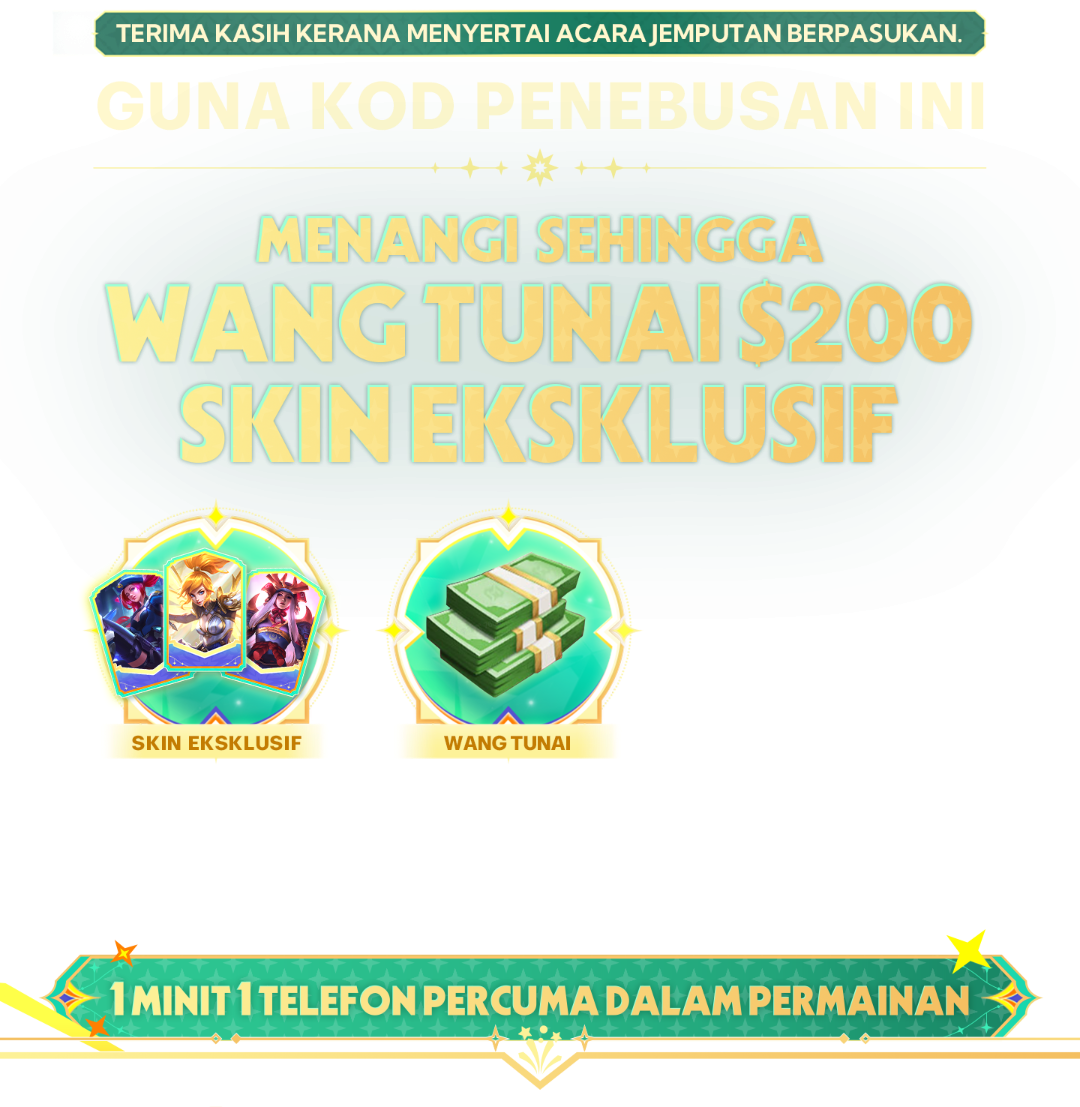 TERIMA KASIH KERANA MENYERTAI ACARA JEMPUTAN BERPASUKAN.
GUNA KOD PENEBUSAN INI
MENANGI SEHINGGA
WANG TUNAI $200
SKIN EKSKLUSIF
SKIN EKSKLUSIF
WANG TUNAI
1 MINIT 1 TELEFON PERCUMA DALAM PERMAINAN